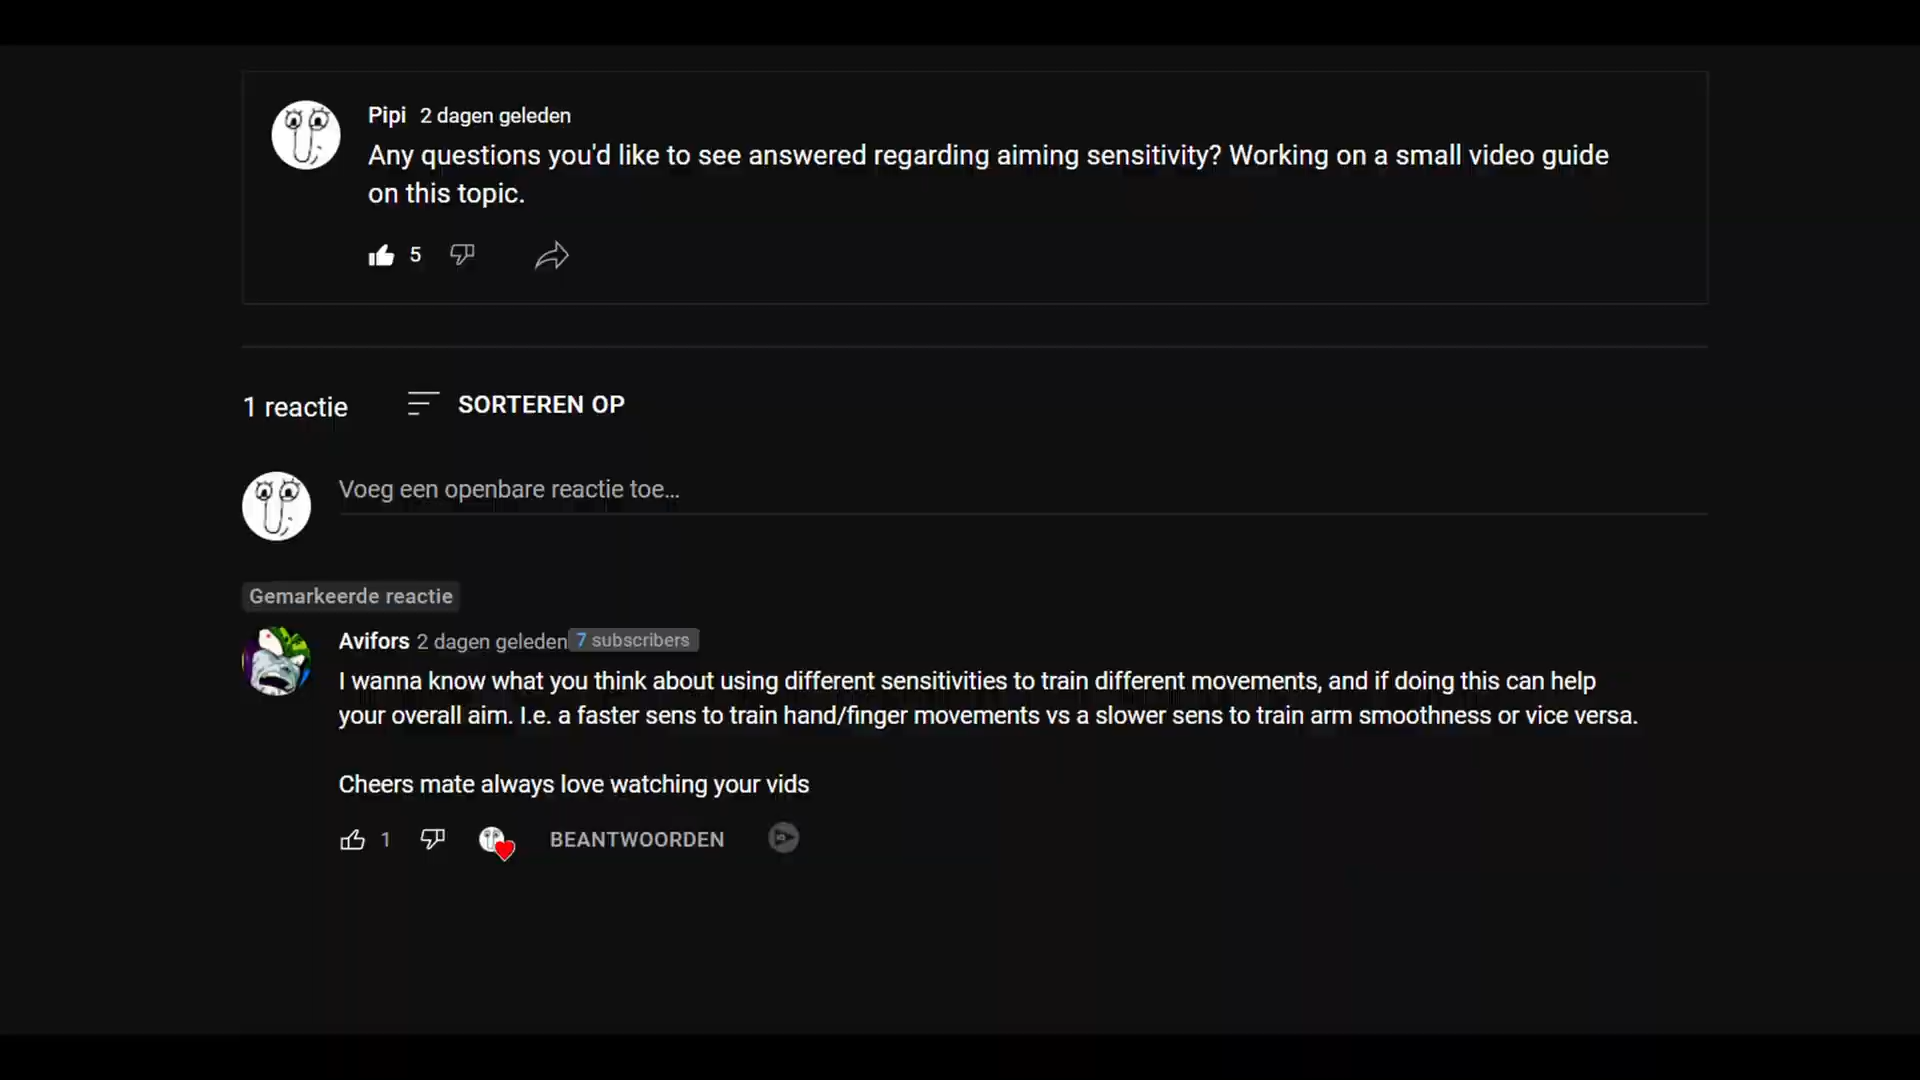 Pipi 2 dagen geleden
Any questions you'd like to see answered regarding aiming sensitivity? Working on a small video guide
on this topic.
5
1 reactie SORTEREN OP
Voeg een openbare reactie toe...
Gemarkeerde reactie
Avifors 2 dagen geleden 7 subscribers
I wanna know what you think about using different sensitivities to train different movements, and if doing this can help
your overall aim. I.e. a faster sens to train hand/finger movements vs a slower sens to train arm smoothness or vice versa.
Cheers mate always love watching your vids
1 BEANTWOORDEN